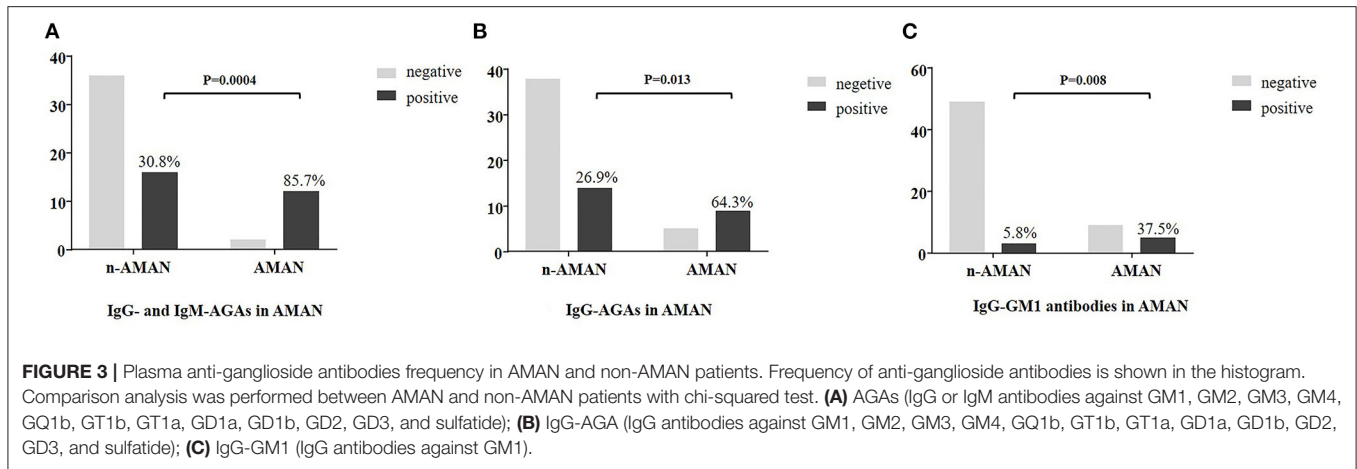 A
40
30
20
10
0
negative
positive
P=0.0004
30.8%
85.7%
n-AMAN
AMAN
IgG- and IgM-AGAs in AMAN
B
40
30
20
10
0
negetive
positive
P=0.013
26.9%
64.3%
n-AMAN
AMAN
IgG-AGAs in AMAN
C
60
40
20
0
negative
positive
P=0.008
5.8%
37.5%
n-AMAN
AMAN
IgG-GM1 antibodies in AMAN
FIGURE 3 | Plasma anti-ganglioside antibodies frequency in AMAN and non-AMAN patients. Frequency of anti-ganglioside antibodies is shown in the histogram.
Comparison analysis was performed between AMAN and non-AMAN patients with chi-squared test. (A) AGAs (IgG or IgM antibodies against GM1, GM2, GM3, GM4,
GQ1b, GT1b, GT1a, GD1a, GD1b, GD2, GD3, and sulfatide); (B) IgG-AGA (IgG antibodies against GM1, GM2, GM3, GM4, GQ1b, GT1b, GT1a, GD1a, GD1b, GD2,
GD3, and sulfatide); (C) IgG-GM1 (IgG antibodies against GM1).